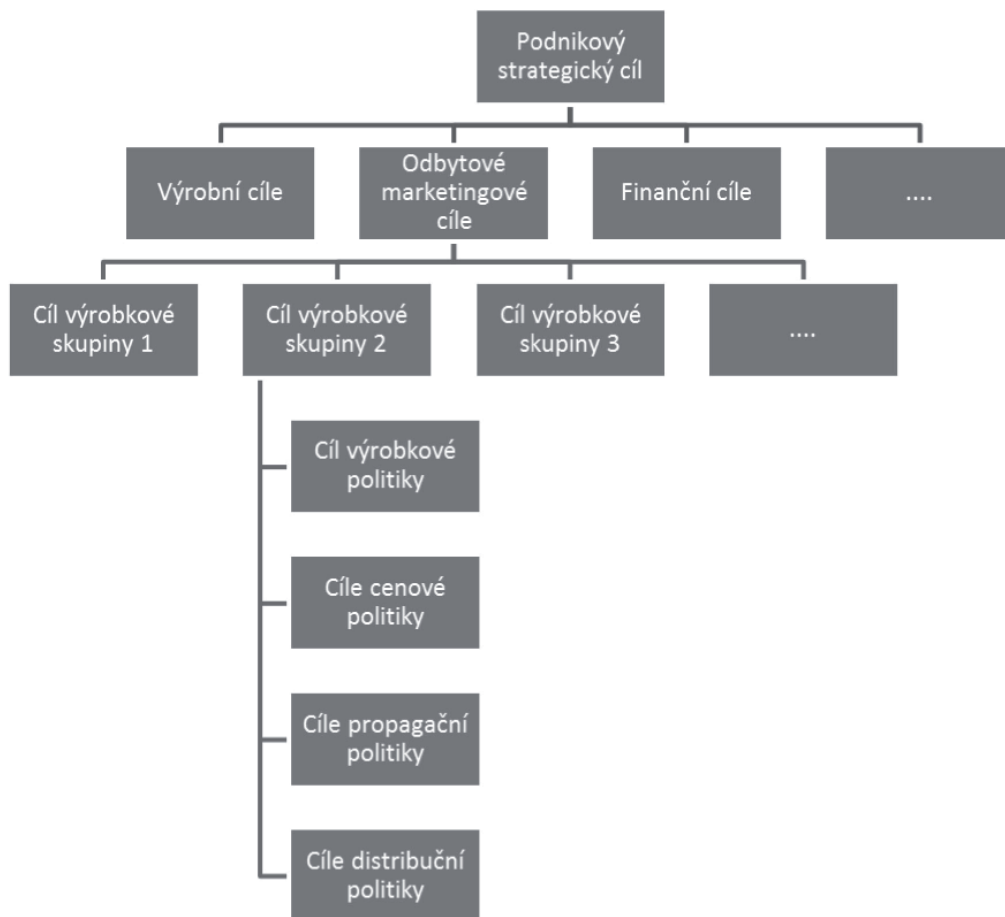 Podnikový
strategický cíl
Výrobní cíle
Odbytové
marketingové
cíle
Finanční cíle
....
Cíl výrobkové
skupiny 1
Cíl výrobkové
skupiny 2
Cíl výrobkové
skupiny 3
....
Cíl výrobkové
politiky
Cíle cenové
politiky
Cíle propagační
politiky
Cíle distribuční
politiky